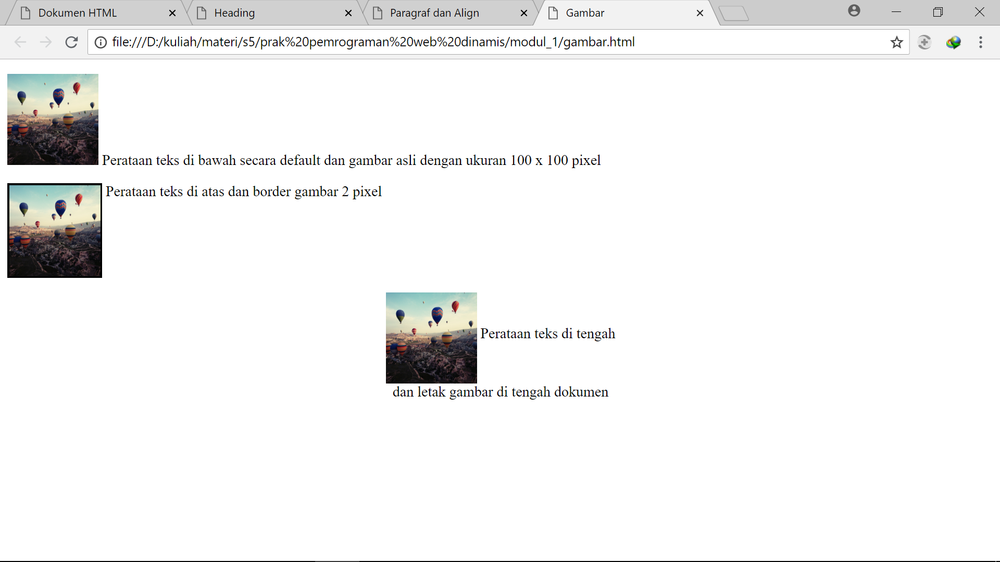 Dokumen HTML
Heading
Paragraf dan Align
Gambar
file:///D:/kuliah/materi/s5/prak%20pemrograman%20web%20dinamis/modul_1/gambar.html
Perataan teks di bawah secara default dan gambar asli dengan ukuran 100 x 100 pixel
Perataan teks di atas dan border gambar 2 pixel
Perataan teks di tengah
dan letak gambar di tengah dokumen